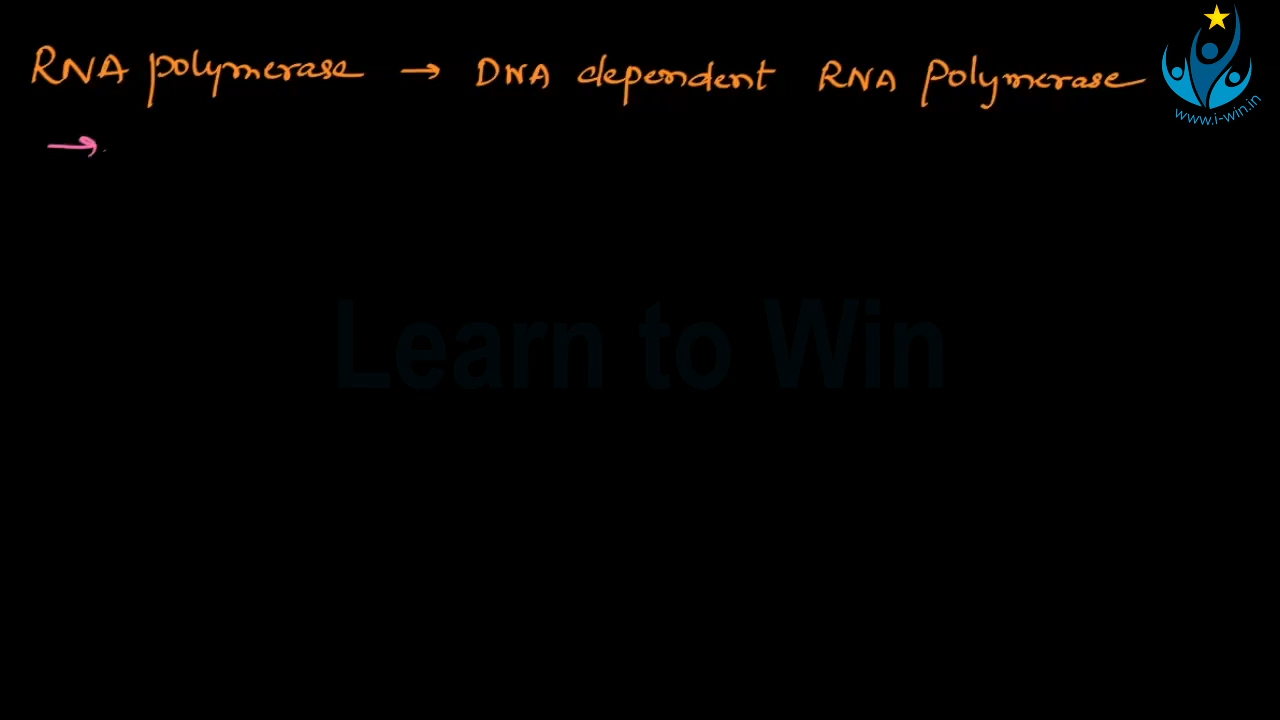 RNA polymerase → DNA dependent RNA Polymerase
→
www.i-win.in
Learn to Win